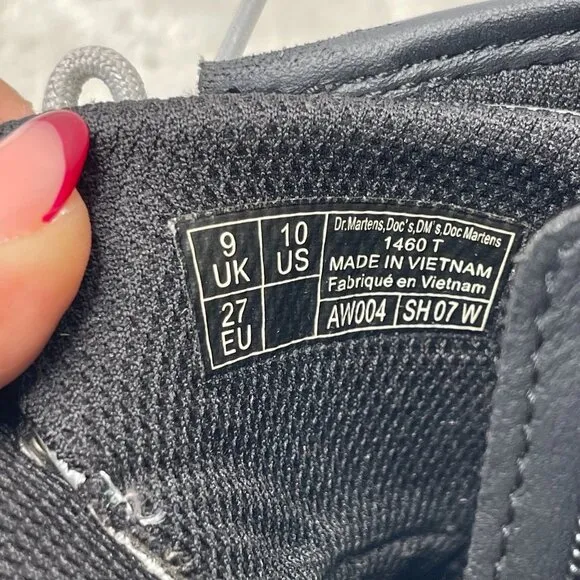 9 UK
10 US
27 EU
Dr.Martens,Doc's,DM's,Doc Martens
1460 T
MADE IN VIETNAM
Fabriqué en Vietnam
AW004 SH 07 W